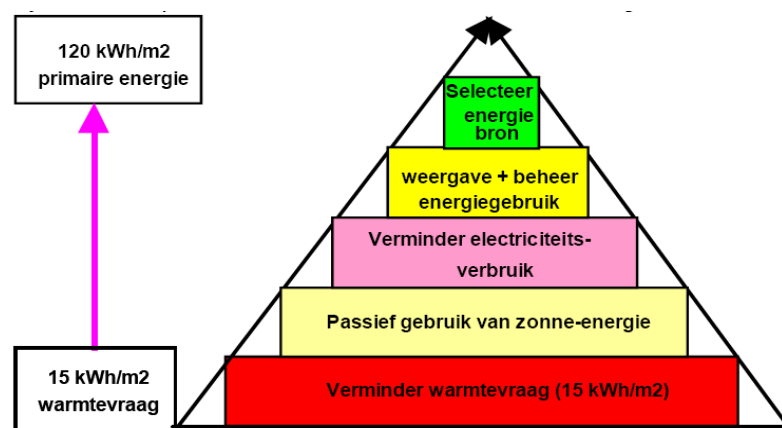 120 kWh/m2
primaire energie
Selecteer
energie
bron
weergave + beheer
energiegebruik
Verminder electriciteits-
verbruik
Passief gebruik van zonne-energie
15 kWh/m2
warmtevraag
Verminder warmtevraag (15 kWh/m2)